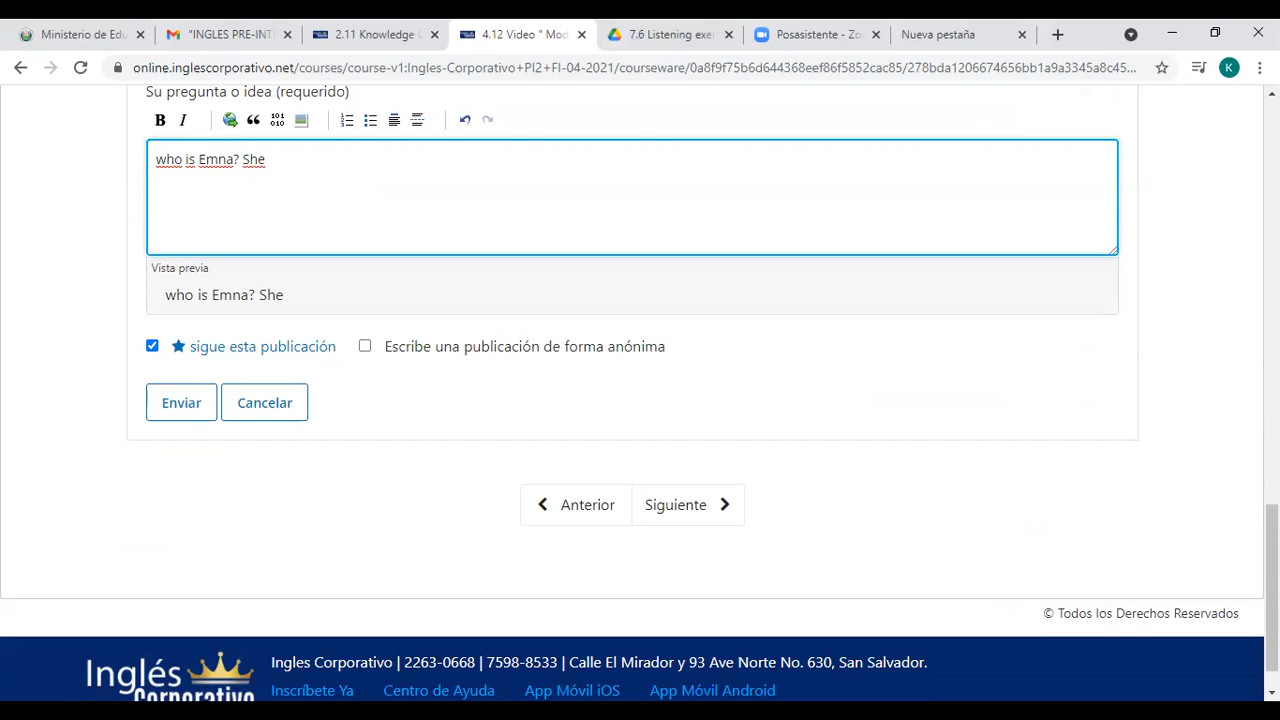 Ministerio de Edu
"INGLES PRE-INTE
2.11 Knowledge C
4.12 Video " Mod
7.6 Listening exer
Posasistente - Zo
Nueva pestaña
online.inglescorporativo.net/courses/course-v1:Ingles-Corporativo+PI2+FI-04-2021/courseware/0a8f9f75b6d644368eef86f5852cac85/278bda1206674656bb1a9a3345a8c45...
K
Su pregunta o idea (requerido)
B I
who is Emna? She
Vista previa
who is Emna? She
sigue esta publicación
Escribe una publicación de forma anónima
Enviar
Cancelar
Anterior
Siguiente
© Todos los Derechos Reservados
Inglés
Corporativo
Ingles Corporativo | 2263-0668 | 7598-8533 | Calle El Mirador y 93 Ave Norte No. 630, San Salvador.
Inscríbete Ya
Centro de Ayuda
App Móvil iOS
App Móvil Android